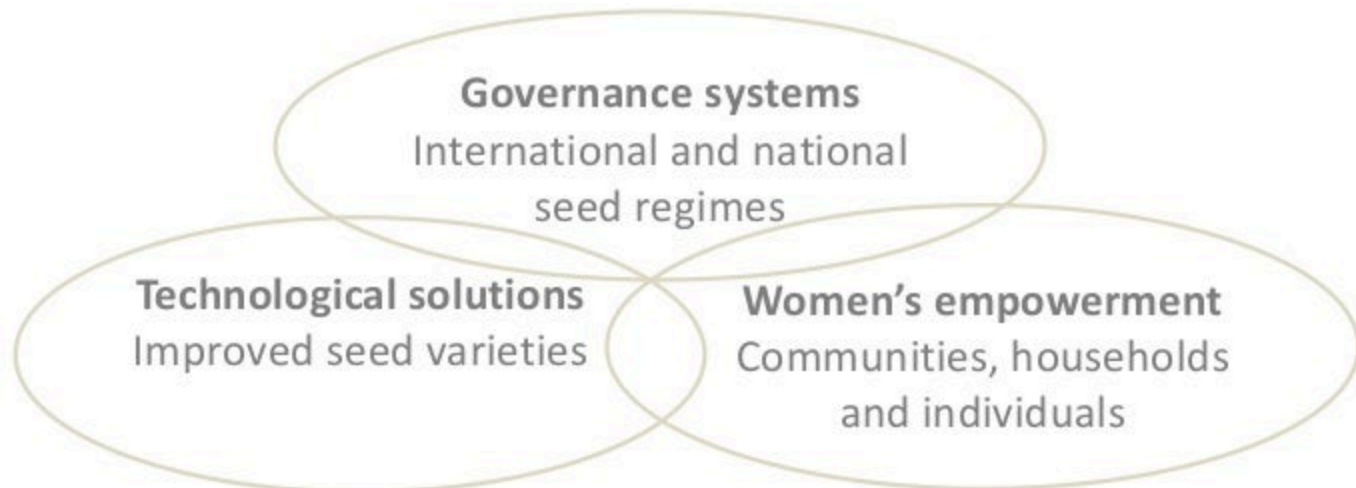 Governance systems
International and national
seed regimes
Technological solutions
Improved seed varieties
Women’s empowerment
Communities, households
and individuals